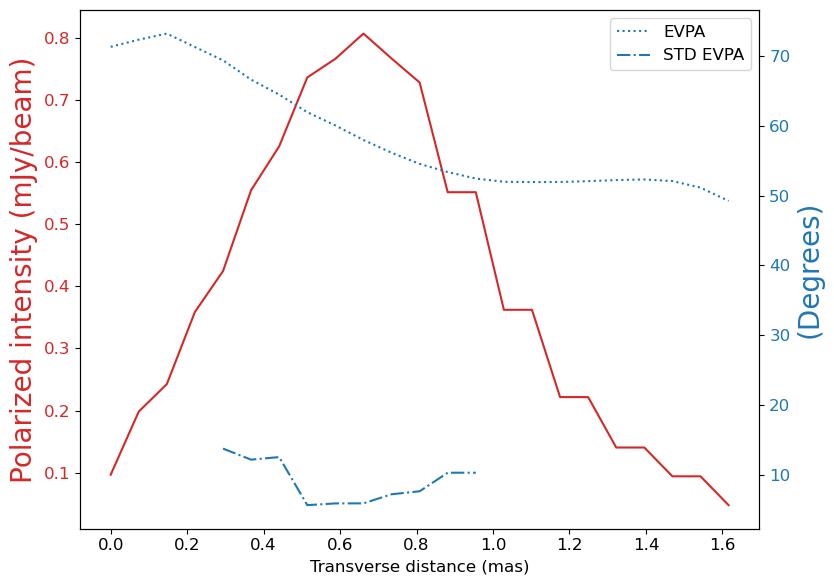 EVPA
STD EVPA
Polarized intensity (mJy/beam)
0.8
0.7
0.6
0.5
0.4
0.3
0.2
0.1
70
60
50
40
30
20
10
(Degrees)
0.0 0.2 0.4 0.6 0.8 1.0 1.2 1.4 1.6
Transverse distance (mas)